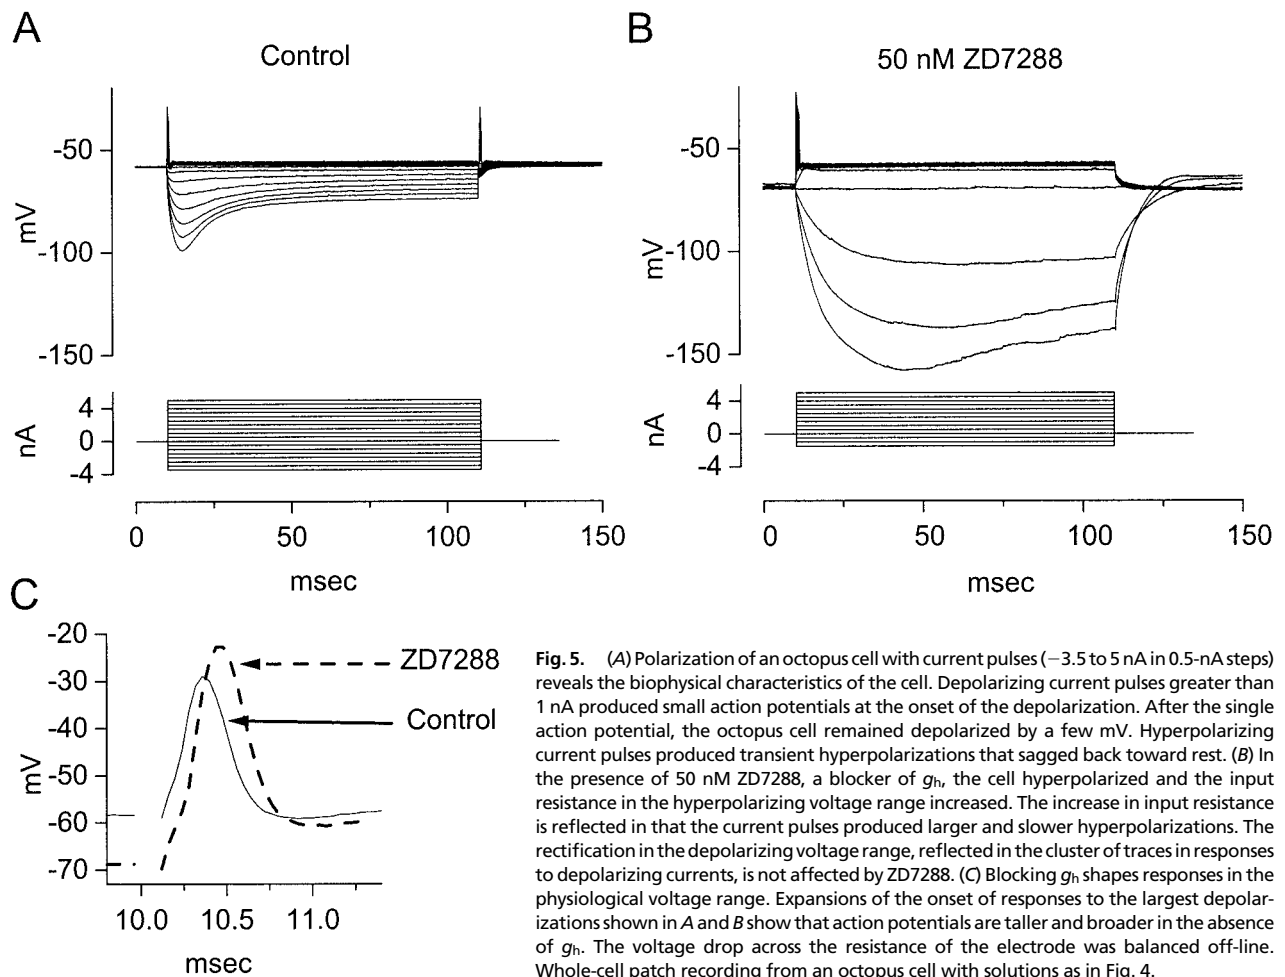 A
Control
-50
-100
-150
mV
4
0
-4
nA
0 50 100 150
msec
B
50 nM ZD7288
-50
-100
-150
mV
4
0
-4
nA
0 50 100 150
msec
C
-20
-30
-40
-50
-60
-70
mV
ZD7288
Control
10.0 10.5 11.0
msec
Fig. 5. (A) Polarization of an octopus cell with current pulses (−3.5 to 5 nA in 0.5-nA steps)
reveals the biophysical characteristics of the cell. Depolarizing current pulses greater than
1 nA produced small action potentials at the onset of the depolarization. After the single
action potential, the octopus cell remained depolarized by a few mV. Hyperpolarizing
current pulses produced transient hyperpolarizations that sagged back toward rest. (B) In
the presence of 50 nM ZD7288, a blocker of gh, the cell hyperpolarized and the input
resistance in the hyperpolarizing voltage range increased. The increase in input resistance
is reflected in that the current pulses produced larger and slower hyperpolarizations. The
rectification in the depolarizing voltage range, reflected in the cluster of traces in responses
to depolarizing currents, is not affected by ZD7288. (C) Blocking gh shapes responses in the
physiological voltage range. Expansions of the onset of responses to the largest depolar-
izations shown in A and B show that action potentials are taller and broader in the absence
of gh. The voltage drop across the resistance of the electrode was balanced off-line.
Whole-cell patch recording from an octopus cell with solutions as in Fig. 4.